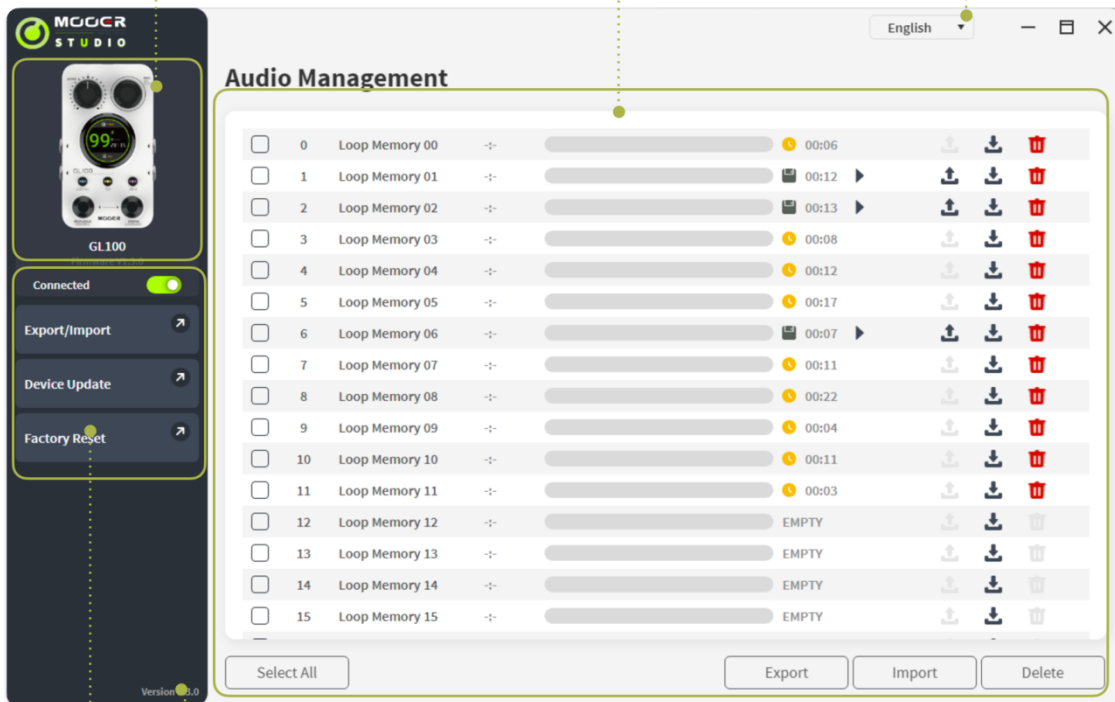 MOOER
STUDIO
English
Audio Management
99
GL100
MOOER
GL100
Connected
Export/Import
Device Update
Factory Reset
0 Loop Memory 00 -:- 00:06
1 Loop Memory 01 -:- 00:12
2 Loop Memory 02 -:- 00:13
3 Loop Memory 03 -:- 00:08
4 Loop Memory 04 -:- 00:12
5 Loop Memory 05 -:- 00:17
6 Loop Memory 06 -:- 00:07
7 Loop Memory 07 -:- 00:11
8 Loop Memory 08 -:- 00:22
9 Loop Memory 09 -:- 00:04
10 Loop Memory 10 -:- 00:11
11 Loop Memory 11 -:- 00:03
12 Loop Memory 12 -:- EMPTY
13 Loop Memory 13 -:- EMPTY
14 Loop Memory 14 -:- EMPTY
15 Loop Memory 15 -:- EMPTY
Select All Export Import Delete
Version